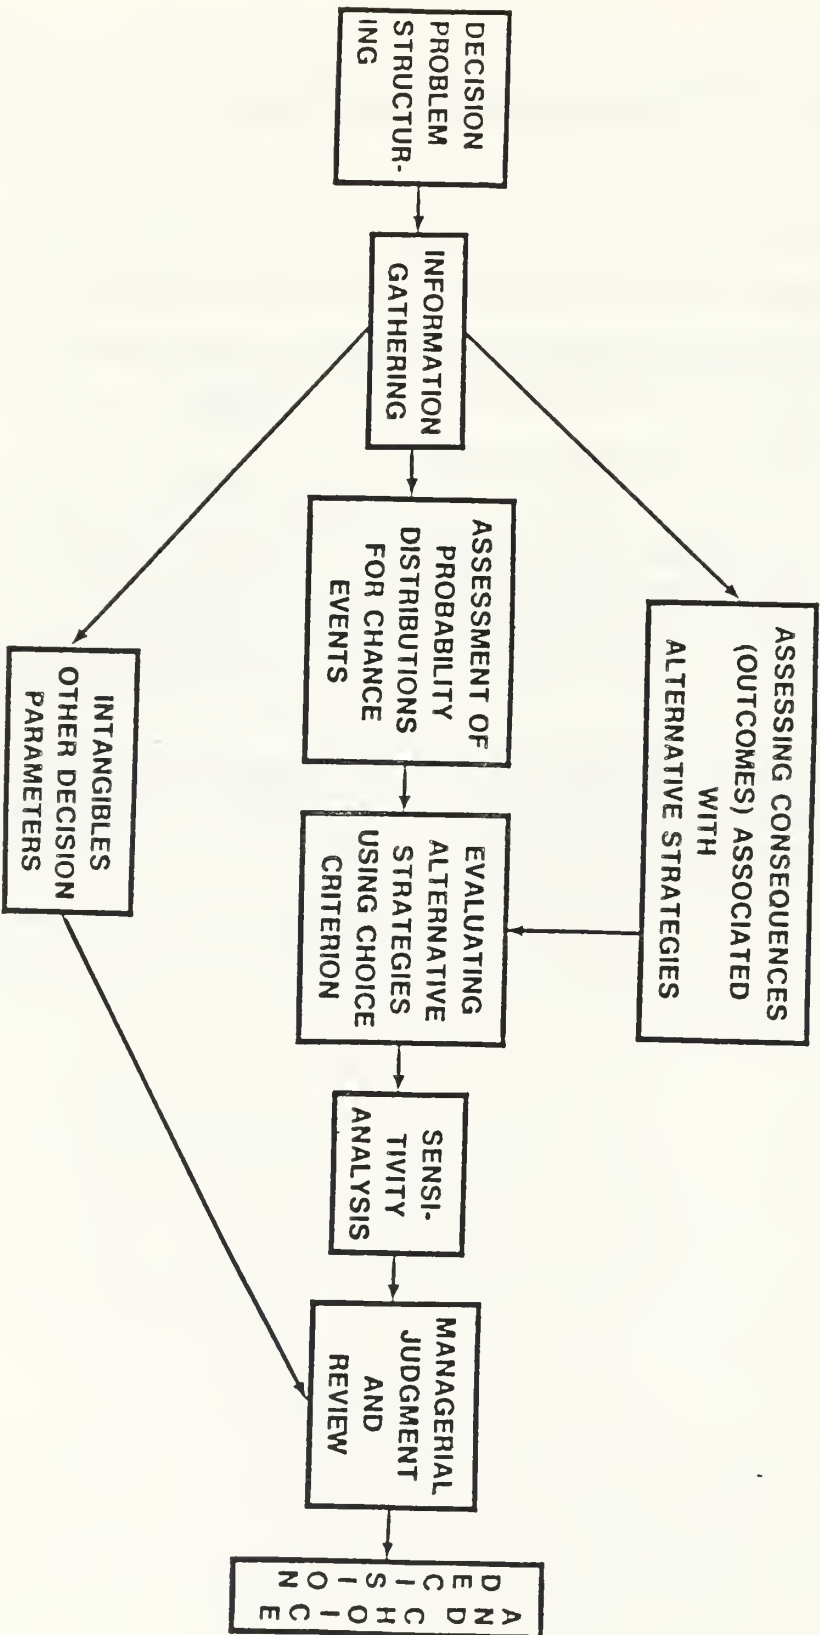 DECISION
PROBLEM
STRUCTUR-
ING
INFORMATION
GATHERING
ASSESSING CONSEQUENCES
(OUTCOMES) ASSOCIATED
WITH
ALTERNATIVE STRATEGIES
ASSESSMENT OF
PROBABILITY
DISTRIBUTIONS
FOR CHANCE
EVENTS
INTANGIBLES
OTHER DECISION
PARAMETERS
EVALUATING
ALTERNATIVE
STRATEGIES
USING CHOICE
CRITERION
SENSI-
TIVITY
ANALYSIS
MANAGERIAL
JUDGMENT
AND
REVIEW
DECISION
AND CHOICE